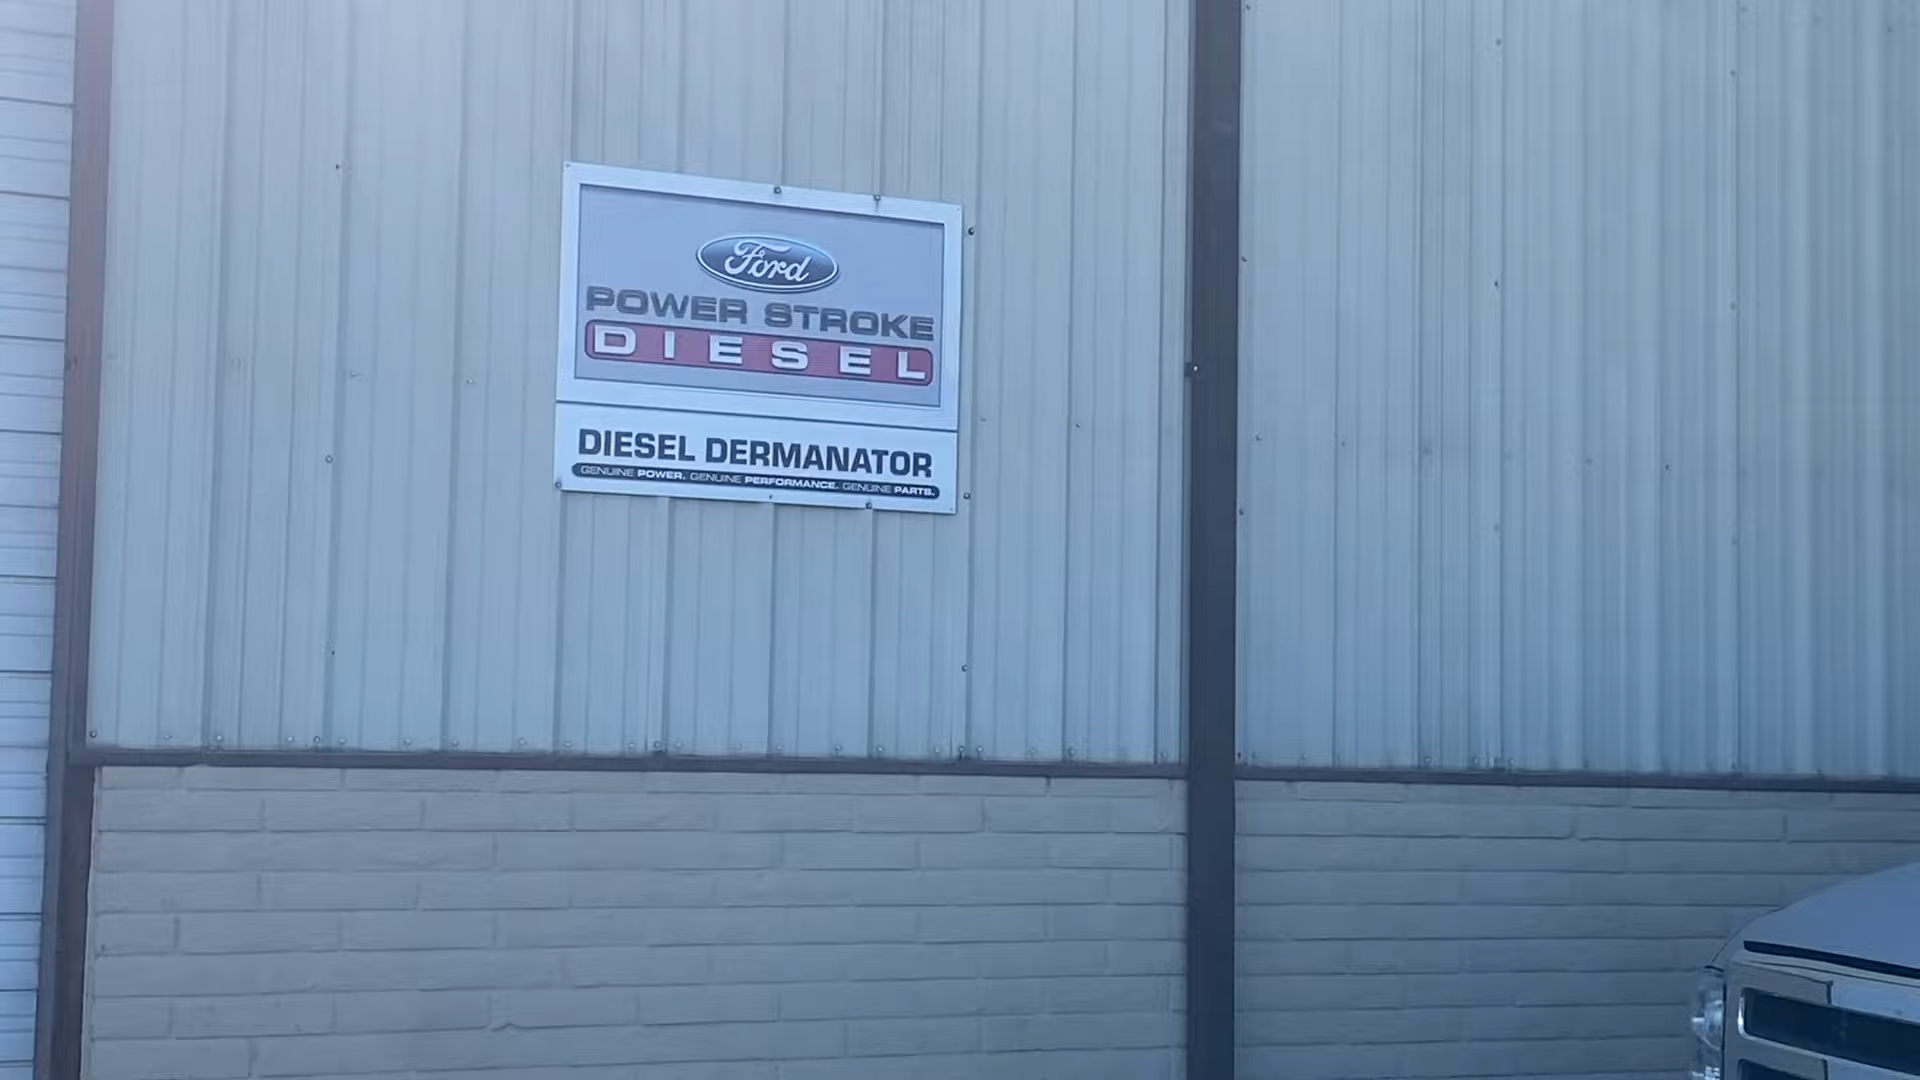 Ford
POWER STROKE
DIESEL
DIESEL DERMANATOR
GENUINE POWER. GENUINE PERFORMANCE. GENUINE PARTS.